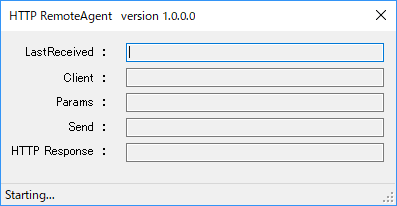 HTTP RemoteAgent version 1.0.0.0
LastReceived :
Client :
Params :
Send :
HTTP Response :
Starting...